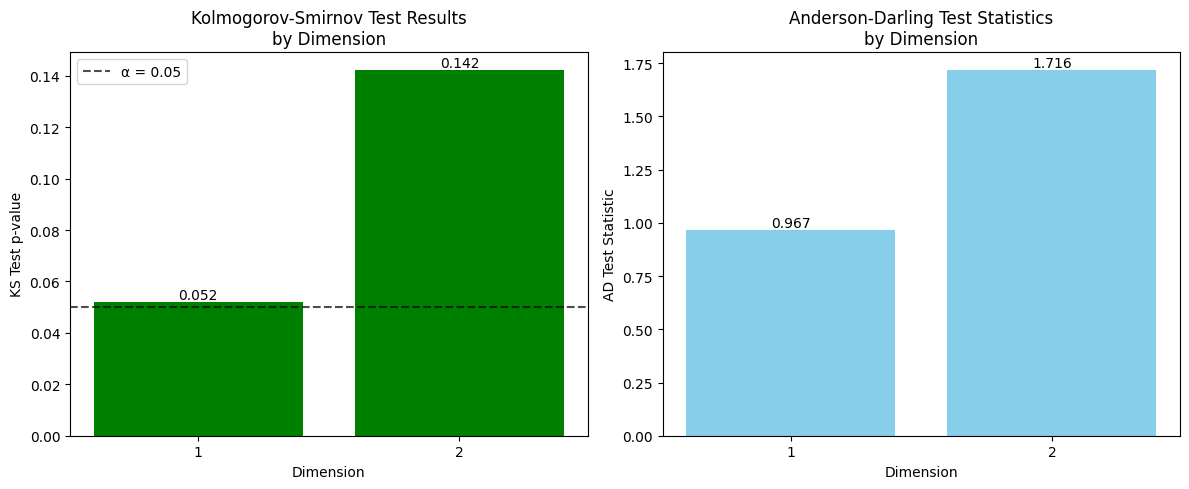 Kolmogorov-Smirnov Test Results
by Dimension
α = 0.05
KS Test p-value
0.14
0.12
0.10
0.08
0.06
0.04
0.02
0.00
0.052
0.142
1
2
Dimension
Anderson-Darling Test Statistics
by Dimension
AD Test Statistic
1.75
1.50
1.25
1.00
0.75
0.50
0.25
0.00
0.967
1.716
1
2
Dimension